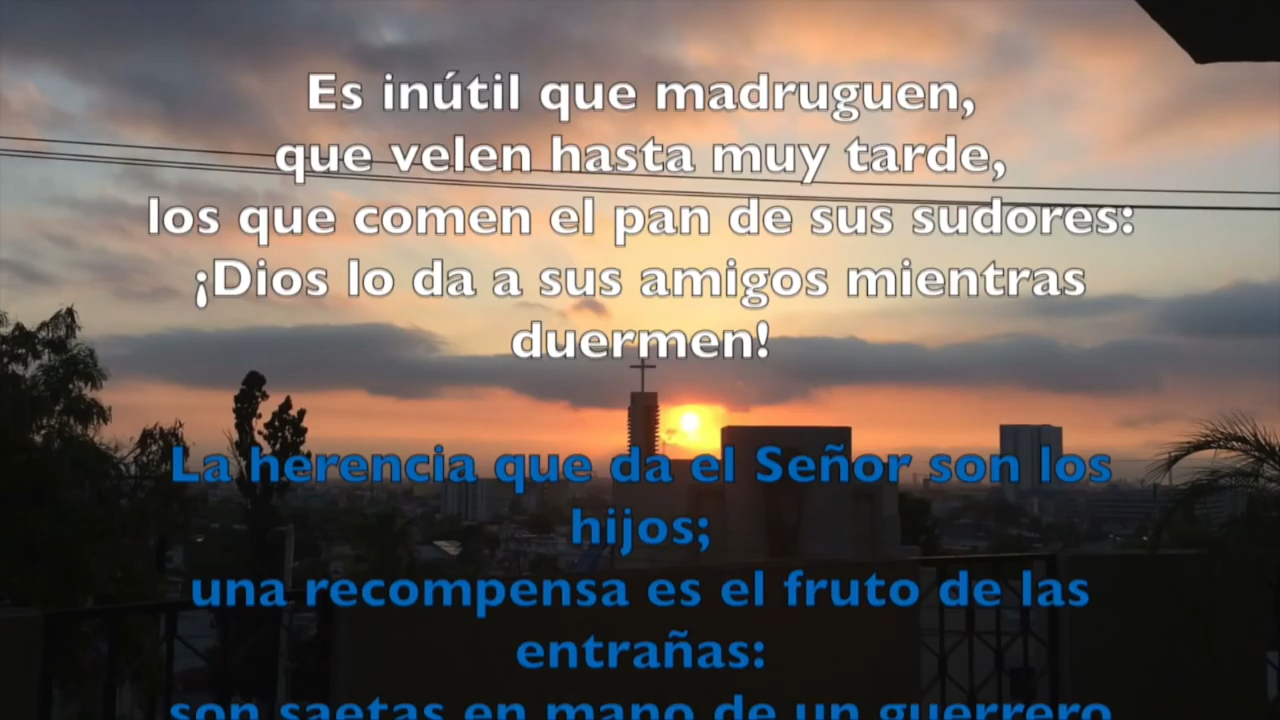 Es inútil que madruguen,
que velen hasta muy tarde,
los que comen el pan de sus sudores:
¡Dios lo da a sus amigos mientras
duermen!
La herencia que da el Señor son los
hijos;
una recompensa es el fruto de las
entrañas:
son saetas en mano de un guerrero